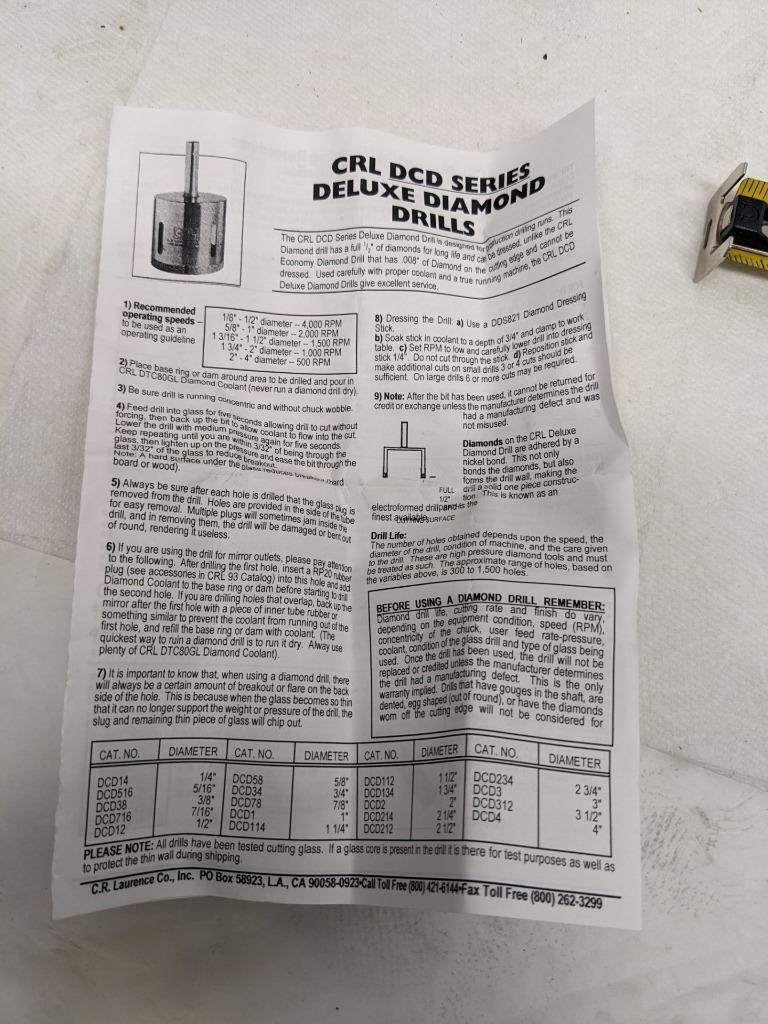 CRL DCD SERIES
DELUXE DIAMOND
DRILLS
The CRL DCD Series Deluxe Diamond Drill is designed for production drilling runs. This
Diamond drill has a full 1/2" of diamonds for long life and can be dressed, unlike the CRL
Economy Diamond Drill that has .008" of Diamond on the cutting edge and cannot be
dressed. Used carefully with proper coolant and a true running machine, the CRL DCD
Deluxe Diamond Drills give excellent service.
1) Recommended
operating speeds –
to be used as an
operating guideline
1/8" - 1/2" diameter – 4,000 RPM
5/8" - 1" diameter – 2,000 RPM
1 3/16" - 1 1/2" diameter – 1,500 RPM
1 3/4" - 2" diameter – 1,000 RPM
2" - 4" diameter – 500 RPM
2) Place base ring or dam around area to be drilled and pour in
CRL DTC80GL Diamond Coolant (never run a diamond drill dry).
3) Be sure drill is running concentric and without chuck wobble.
4) Feed drill into glass for five seconds allowing drill to cut without
forcing, then back up the bit to allow coolant to flow into the cut.
Lower the drill with medium pressure again for five seconds.
Keep repeating until you are within 3/32" of being through the
glass, then lighten up on the pressure and ease the bit through the
last 3/32" of the glass to reduce breakout.
Note: A hard surface under the glass reduces breakout (hard
board or wood).
5) Always be sure after each hole is drilled that the glass plug is
removed from the drill. Holes are provided in the side of the tube
for easy removal. Multiple plugs will sometimes jam inside the
drill, and in removing them, the drill will be damaged or bent out
of round, rendering it useless.
6) If you are using the drill for mirror outlets, please pay attention
to the following. After drilling the first hole, insert a RP20 rubber
plug (see accessories in CRL 93 Catalog) into this hole and add
Diamond Coolant to the base ring or dam before starting to drill
the second hole. If you are drilling holes that overlap, back up the
mirror after the first hole with a piece of inner tube rubber or
something similar to prevent the coolant from running out of the
first hole, and refill the base ring or dam with coolant. (The
quickest way to ruin a diamond drill is to run it dry. Alway use
plenty of CRL DTC80GL Diamond Coolant).
7) It is important to know that, when using a diamond drill, there
will always be a certain amount of breakout or flare on the back
side of the hole. This is because when the glass becomes so thin
that it can no longer support the weight or pressure of the drill, the
slug and remaining thin piece of glass will chip out.
8) Dressing the Drill: a) Use a DDS821 Diamond Dressing
Stick.
b) Soak stick in coolant to a depth of 3/4" and clamp to work
table. c) Set RPM to low and carefully lower drill into dressing
stick 1/4". Do not cut through the stick. d) Reposition stick and
make additional cuts on small drills 3 or 4 cuts should be
sufficient. On large drills 6 or more cuts may be required.
9) Note: After the bit has been used, it cannot be returned for
credit or exchange unless the manufacturer determines the drill
had a manufacturing defect and was
not misused.
Diamonds on the CRL Deluxe
Diamond Drill are adhered by a
nickel bond. This not only
bonds the diamonds, but also
forms the drill wall, making the
drill a solid one piece construc-
tion. This is known as an
electroformed drill and is the
finest available.
FULL
1/2"
CUTTING SURFACE
Drill Life:
The number of holes obtained depends upon the speed, the
diameter of the drill, condition of machine, and the care given
to the drill. These are high pressure diamond tools and must
be treated as such. The approximate range of holes, based on
the variables above, is 300 to 1,500 holes.
BEFORE USING A DIAMOND DRILL REMEMBER:
Diamond drill life, cutting rate and finish do vary,
depending on the equipment condition, speed (RPM),
concentricity of the chuck, user feed rate-pressure,
coolant, condition of the glass drill and type of glass being
used. Once the drill has been used, the drill will not be
replaced or credited unless the manufacturer determines
the drill had a manufacturing defect. This is the only
warranty implied. Drills that have gouges in the shaft, are
dented, egg shaped (out of round), or have the diamonds
worn off the cutting edge will not be considered for
CAT. NO. DIAMETER CAT. NO. DIAMETER CAT. NO. DIAMETER CAT. NO. DIAMETER
DCD14 1/4" DCD58 5/8" DCD112 1 1/2" DCD234 2 3/4"
DCD516 5/16" DCD34 3/4" DCD134 1 3/4" DCD3 3"
DCD38 3/8" DCD78 7/8" DCD2 2" DCD312 3 1/2"
DCD716 7/16" DCD1 1" DCD214 2 1/4" DCD4 4"
DCD12 1/2" DCD114 1 1/4" DCD212 2 1/2"
PLEASE NOTE: All drills have been tested cutting glass. If a glass core is present in the drill it is there for test purposes as well as
to protect the thin wall during shipping.
C.R. Laurence Co., Inc. PO Box 58923, L.A., CA 90058-0923•Call Toll Free (800) 421-6144•Fax Toll Free (800) 262-3299